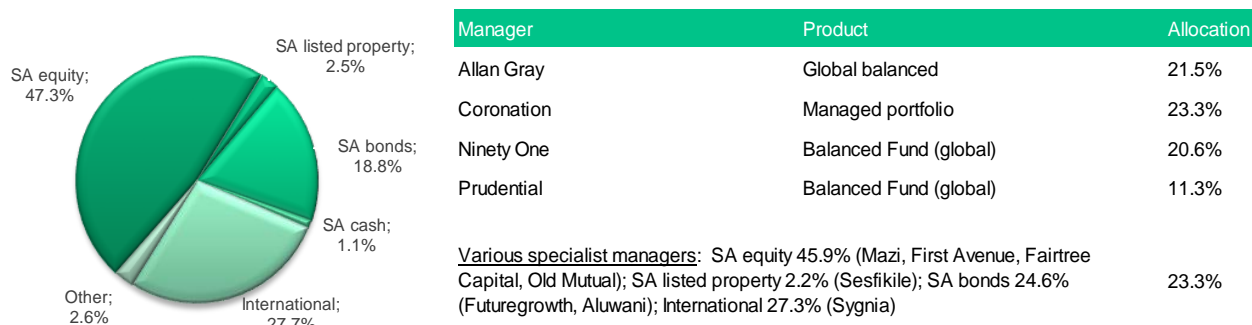 SA listed property;
2.5%
SA equity;
47.3%
SA bonds;
18.8%
SA cash;
1.1%
Other;
2.6%
International;
27.7%
Manager Product Allocation
Allan Gray Global balanced 21.5%
Coronation Managed portfolio 23.3%
Ninety One Balanced Fund (global) 20.6%
Prudential Balanced Fund (global) 11.3%
Various specialist managers: SA equity 45.9% (Mazi, First Avenue, Fairtree
Capital, Old Mutual); SA listed property 2.2% (Sesfikile); SA bonds 24.6% 23.3%
(Futuregrowth, Aluwani); International 27.3% (Sygnia)